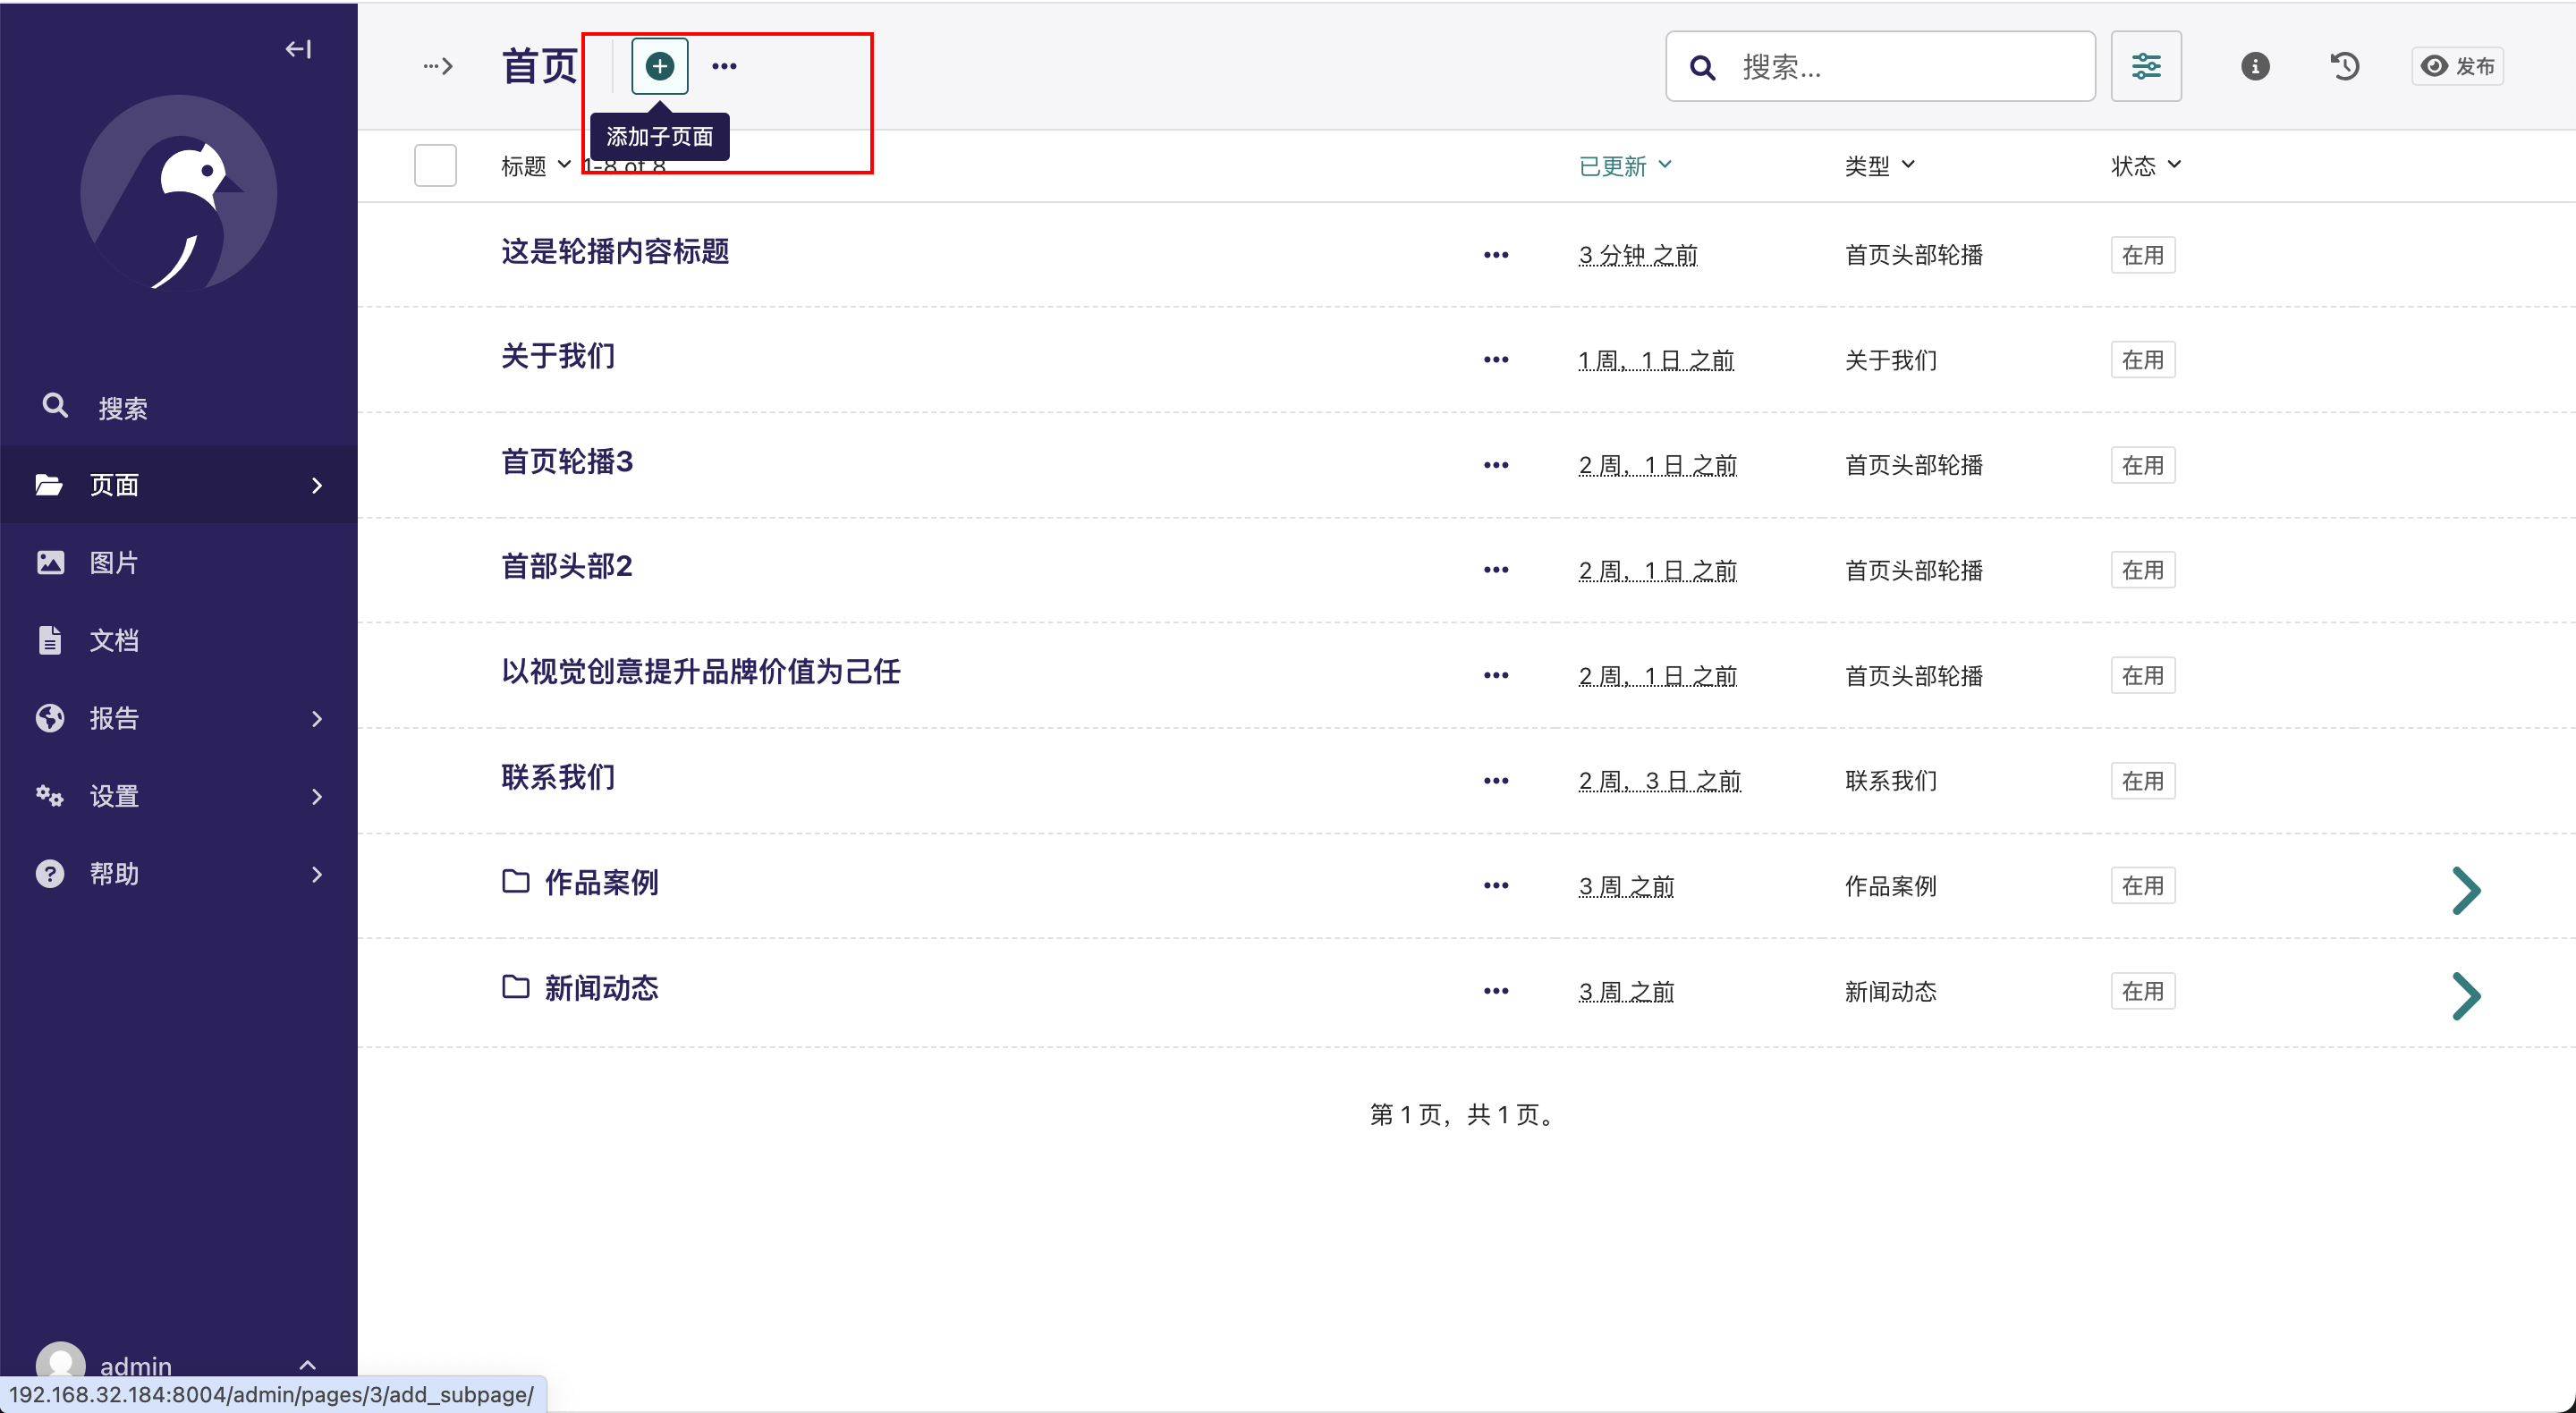 首页
搜索...
发布
添加子页面
标题 1-8 of 8 已更新 类型 状态
这是轮播内容标题 3 分钟 之前 首页头部轮播 在用
关于我们 1 周，1 日 之前 关于我们 在用
首页轮播3 2 周，1 日 之前 首页头部轮播 在用
首部头部2 2 周，1 日 之前 首页头部轮播 在用
以视觉创意提升品牌价值为己任 2 周，1 日 之前 首页头部轮播 在用
联系我们 2 周，3 日 之前 联系我们 在用
作品案例 3 周 之前 作品案例 在用
新闻动态 3 周 之前 新闻动态 在用
第 1 页，共 1 页。
搜索
页面
图片
文档
报告
设置
帮助
admin
192.168.32.184:8004/admin/pages/3/add_subpage/